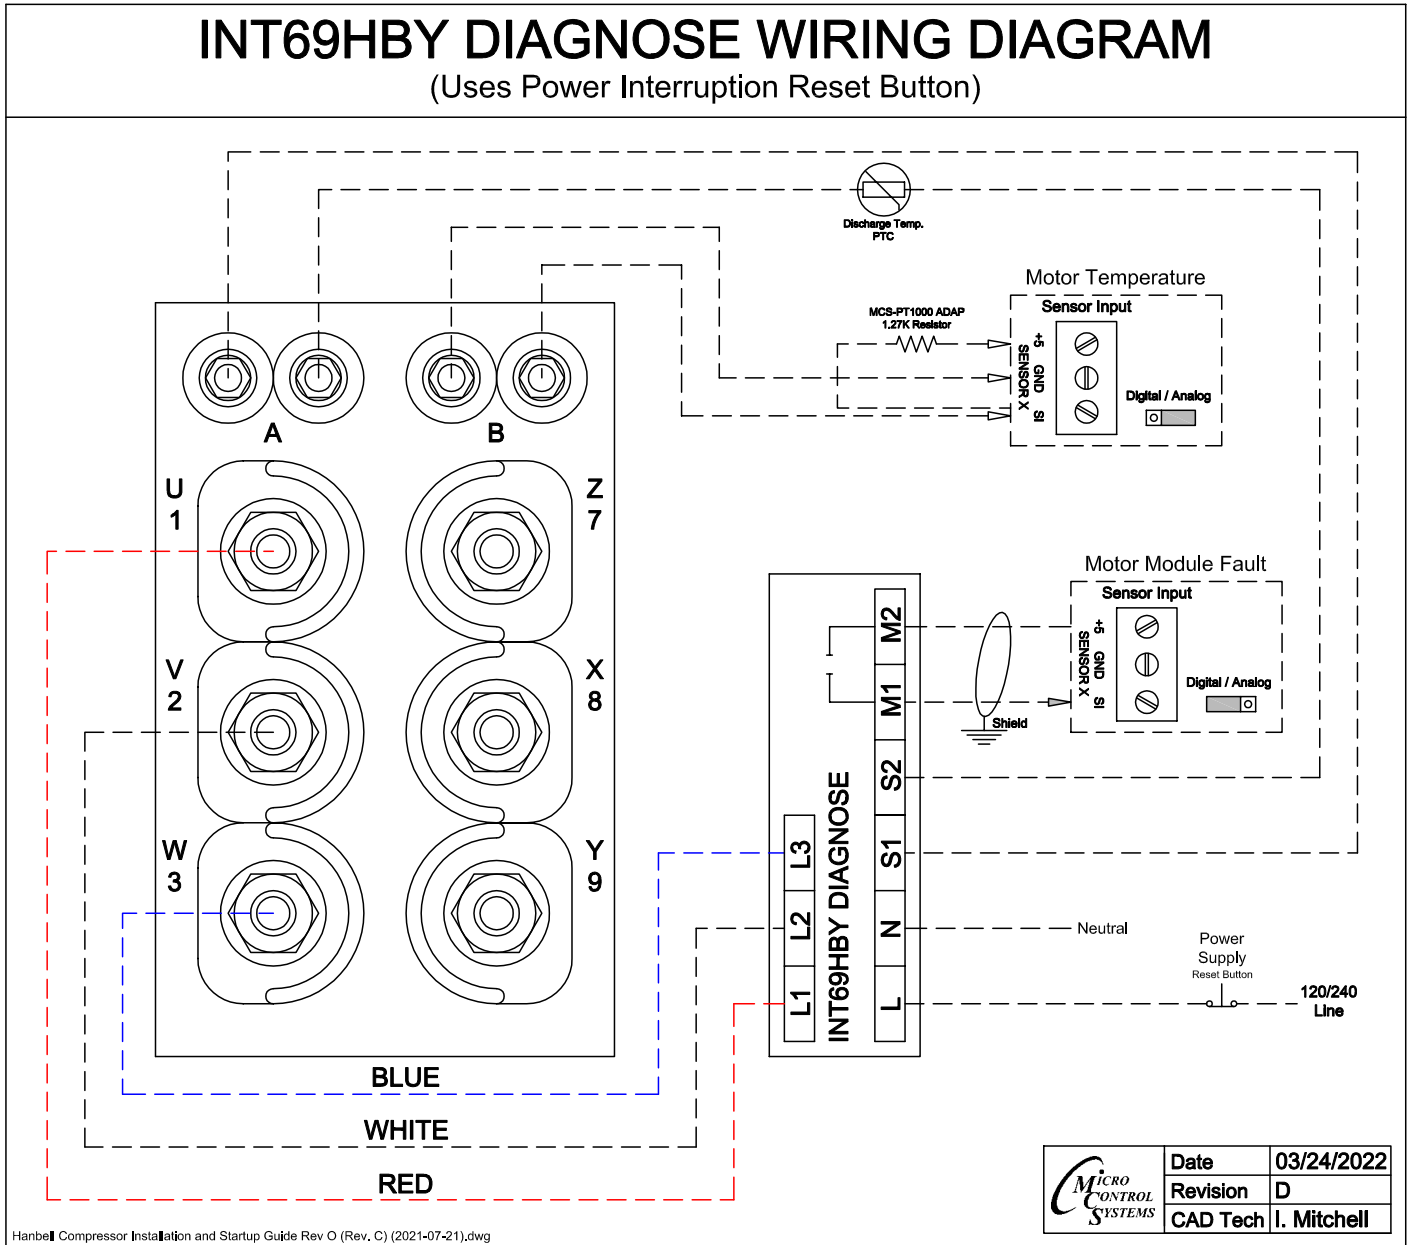 INT69HBY DIAGNOSE WIRING DIAGRAM
(Uses Power Interruption Reset Button)
Discharge Temp.
PTC
Motor Temperature
Sensor Input
MCS-PT1000 ADAP
1.27K Resistor
+5
GND
SI
SENSOR X
Digital / Analog
A
B
U
1
Z
7
V
2
X
8
W
3
Y
9
Motor Module Fault
Sensor Input
+5
GND
SI
SENSOR X
Digital / Analog
Shield
M2
M1
S2
S1
N
L
L3
L2
L1
INT69HBY DIAGNOSE
Neutral
Power
Supply
Reset Button
120/240
Line
BLUE
WHITE
RED
MICRO
CONTROL
SYSTEMS
Date 03/24/2022
Revision D
CAD Tech I. Mitchell
Hanbell Compressor Installation and Startup Guide Rev O (Rev. C) (2021-07-21).dwg